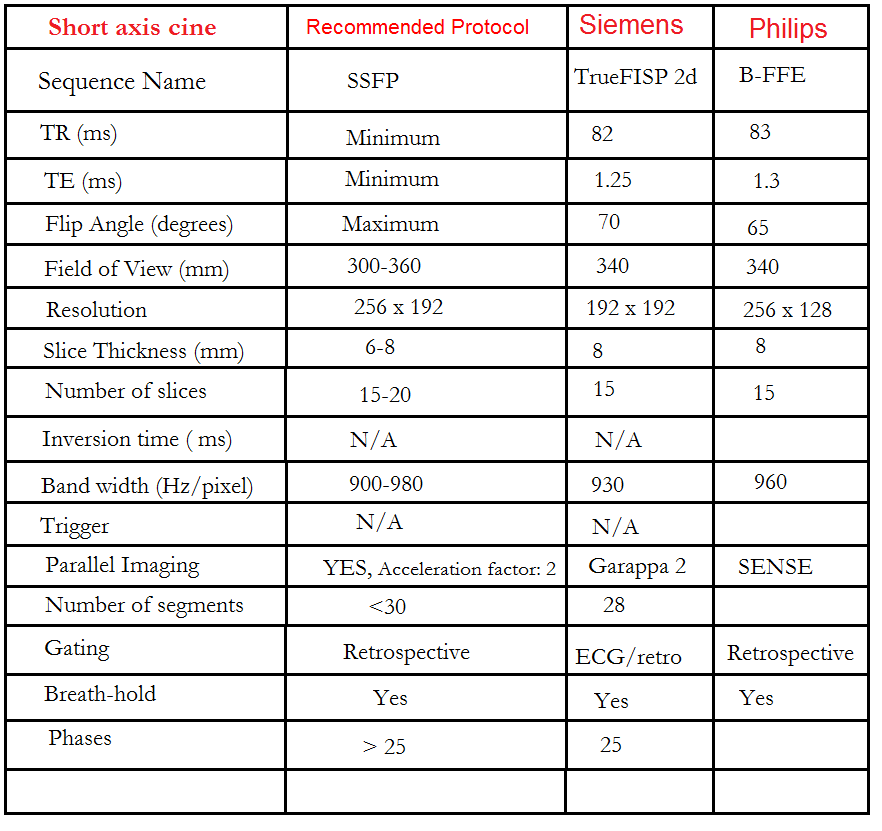 Short axis cine Recommended Protocol Siemens Philips
Sequence Name SSFP TrueFISP 2d B-FFE
TR (ms) Minimum 82 83
TE (ms) Minimum 1.25 1.3
Flip Angle (degrees) Maximum 70 65
Field of View (mm) 300-360 340 340
Resolution 256 x 192 192 x 192 256 x 128
Slice Thickness (mm) 6-8 8 8
Number of slices 15-20 15 15
Inversion time ( ms) N/A N/A
Band width (Hz/pixel) 900-980 930 960
Trigger N/A N/A
Parallel Imaging YES, Acceleration factor: 2 Garappa 2 SENSE
Number of segments <30 28
Gating Retrospective ECG/retro Retrospective
Breath-hold Yes Yes Yes
Phases > 25 25